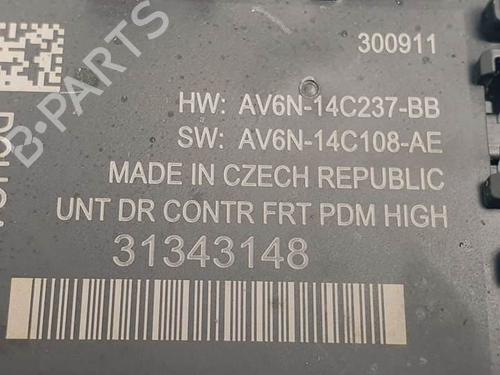 300911
HW: AV6N-14C237-BB
SW: AV6N-14C108-AE
MADE IN CZECH REPUBLIC
UNT DR CONTR FRT PDM HIGH
31343148